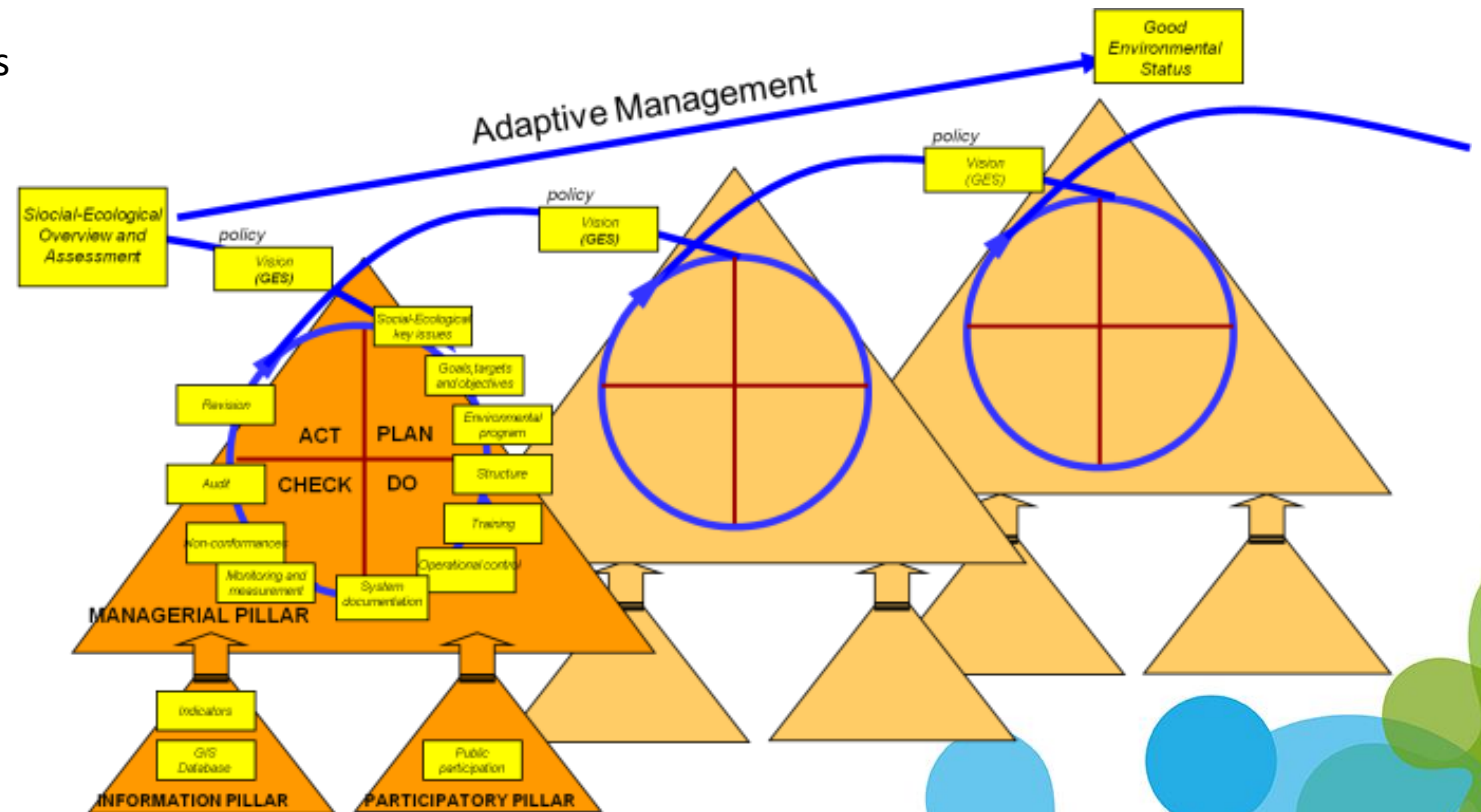 s
Good
Environmental
Status
Adaptive Management
policy
Vision
(GES)
policy
Vision
(GES)
Siocial-Ecological
Overview and
Assessment
policy
Vision
(GES)
Social-Ecological
key issues
Goals,targets
and objectives
Revision
Environmental
program
ACT
PLAN
Structure
Audit
CHECK
DO
Training
Non-conformances
Operational control
Monitoring and
measurement
System
documentation
MANAGERIAL PILLAR
Indicators
GIS
Database
Public
participation
INFORMATION PILLAR
PARTICIPATORY PILLAR